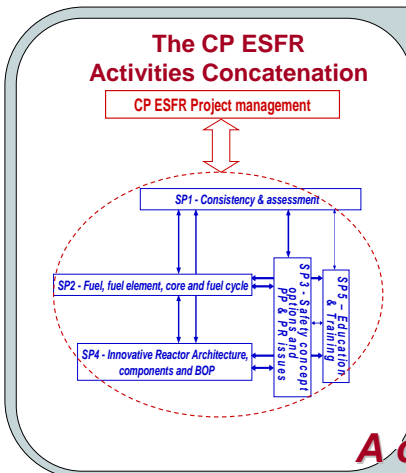 The CP ESFR
Activities Concatenation
CP ESFR Project management
SP1 - Consistency & assessment
SP2 - Fuel, fuel element, core and fuel cycle
SP3 - Safety concept
options and
PP & PR issues
SP5 – Education
& Training
SP4 - Innovative Reactor Architecture,
components and BOP
A